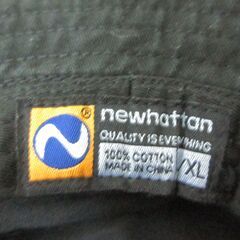 newhattan
QUALITY IS EVERYTHING
100% COTTON
MADE IN CHINA
/XL